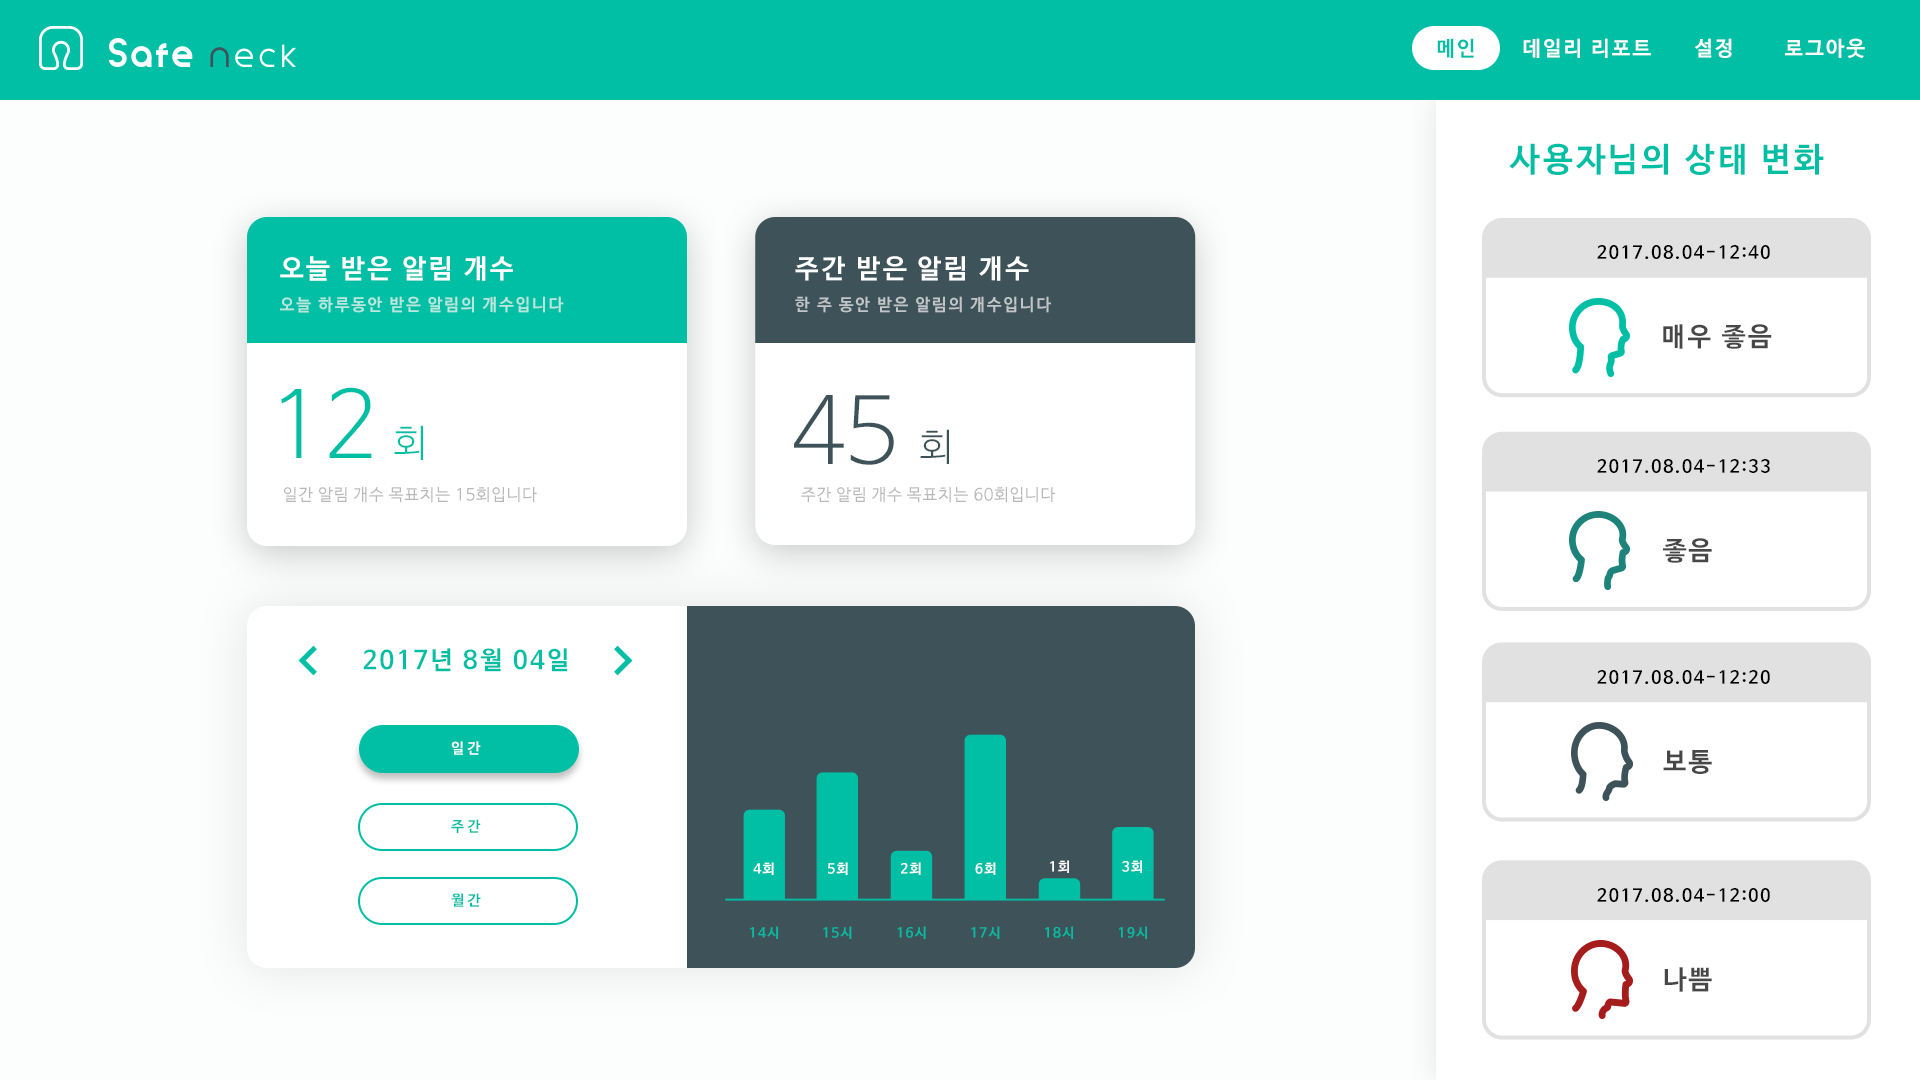 Safe neck
메인 데일리 리포트 설정 로그아웃
오늘 받은 알림 개수
오늘 하루동안 받은 알림의 개수입니다
12 회
일간 알림 개수 목표치는 15회입니다
주간 받은 알림 개수
한 주 동안 받은 알림의 개수입니다
45 회
주간 알림 개수 목표치는 60회입니다
2017년 8월 04일
일간
주간
월간
4회 5회 2회 6회 1회 3회
14시 15시 16시 17시 18시 19시
사용자님의 상태 변화
2017.08.04-12:40
매우 좋음
2017.08.04-12:33
좋음
2017.08.04-12:20
보통
2017.08.04-12:00
나쁨